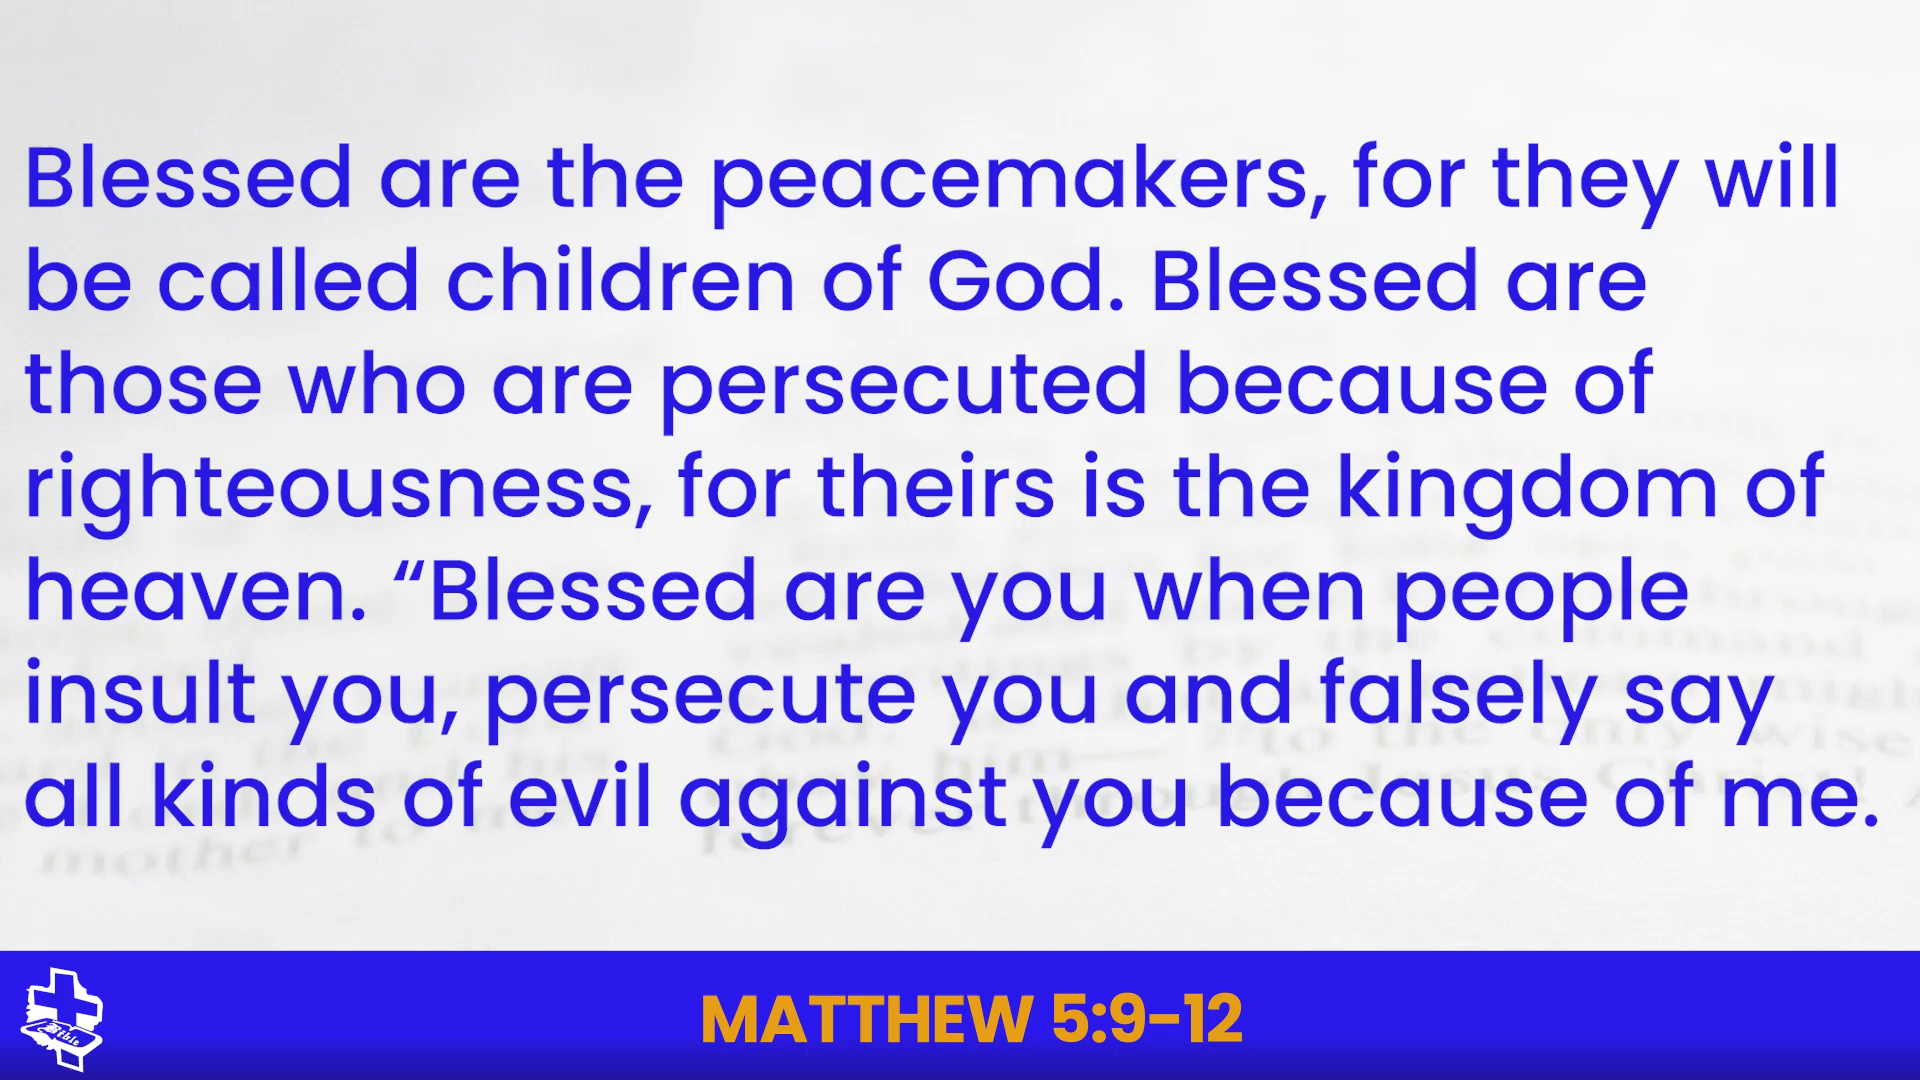 Blessed are the peacemakers, for they will
be called children of God. Blessed are
those who are persecuted because of
righteousness, for theirs is the kingdom of
heaven. “Blessed are you when people
insult you, persecute you and falsely say
all kinds of evil against you because of me.
Bible
MATTHEW 5:9-12